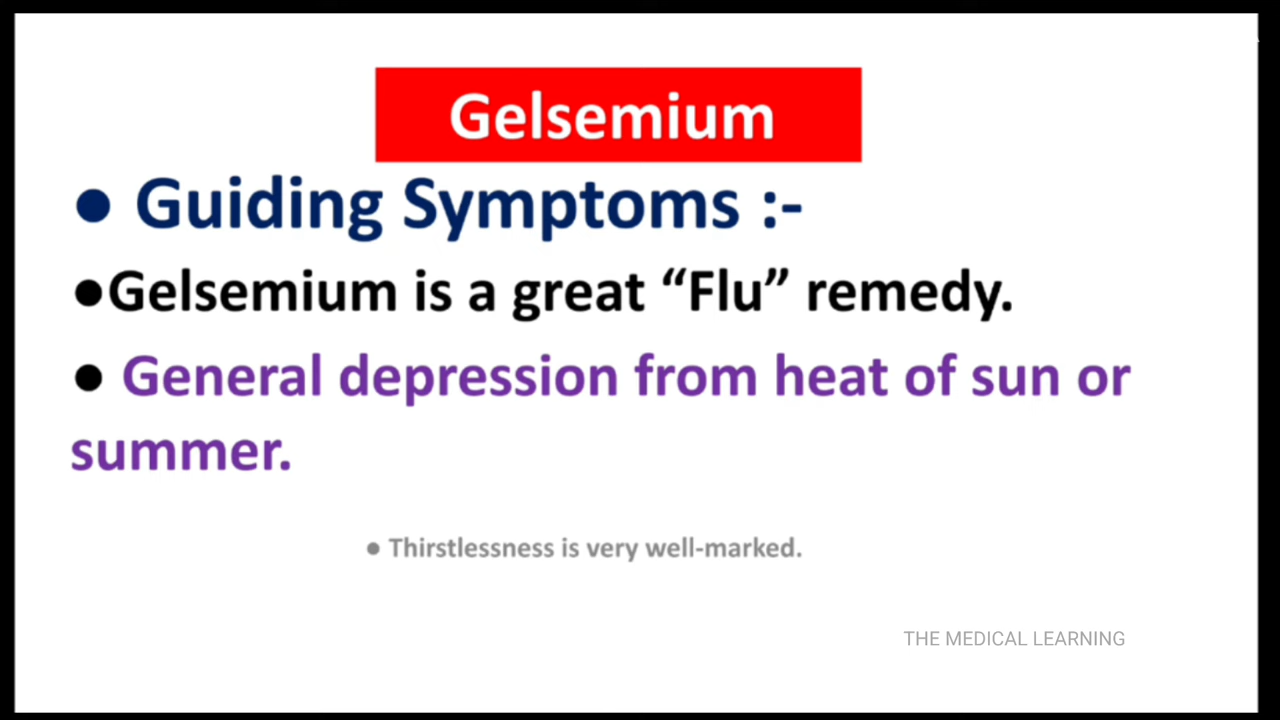 Gelsemium
● Guiding Symptoms :-
●Gelsemium is a great “Flu” remedy.
● General depression from heat of sun or
summer.
● Thirstlessness is very well-marked.
THE MEDICAL LEARNING